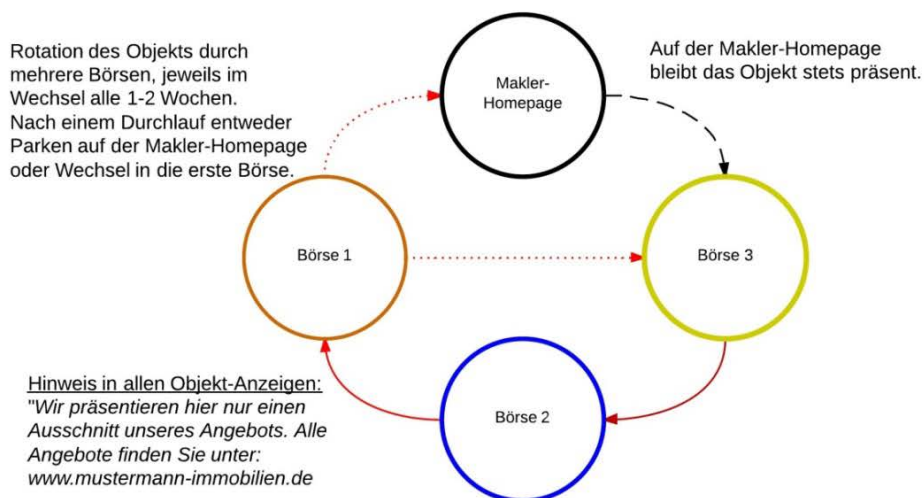 Rotation des Objekts durch
mehrere Börsen, jeweils im
Wechsel alle 1-2 Wochen.
Nach einem Durchlauf entweder
Parken auf der Makler-Homepage
oder Wechsel in die erste Börse.
Makler-
Homepage
Auf der Makler-Homepage
bleibt das Objekt stets präsent.
Börse 1
Börse 3
Börse 2
Hinweis in allen Objekt-Anzeigen:
"Wir präsentieren hier nur einen
Ausschnitt unseres Angebots. Alle
Angebote finden Sie unter:
www.mustermann-immobilien.de